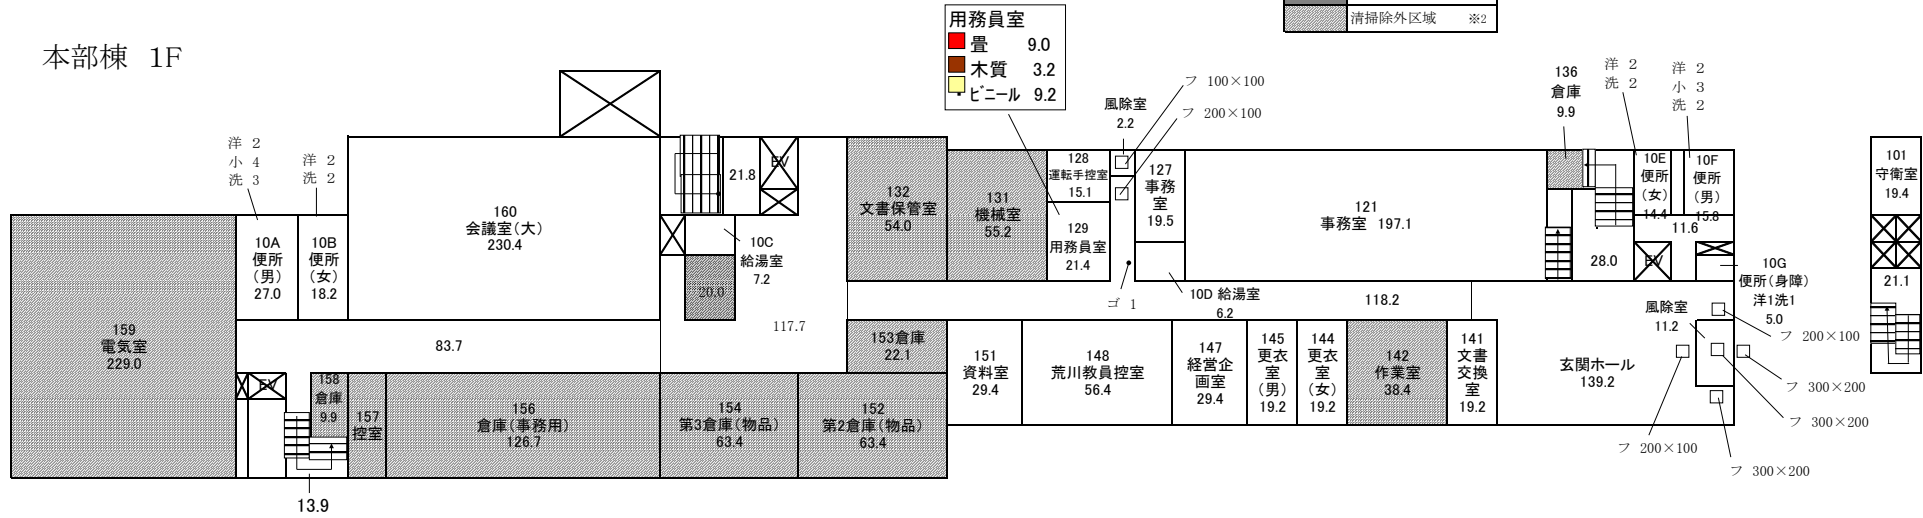 清掃除外区域 ※2
本部棟 1F
用務員室
畳 9.0
木質 3.2
ビニール 9.2
フ 100×100
フ 200×100
風除室
2.2
136
倉庫
9.9
洋 2
洗 2
洋 2
小 3
洗 2
洋 2
小 4
洗 3
洋 2
洗 2
160
会議室(大)
230.4
21.8
EV
132
文書保管室
54.0
131
機械室
55.2
128
運転手控室
15.1
129
用務員室
21.4
127
事務
室
19.5
121
事務室 197.1
10E
便所
(女)
14.4
10F
便所
(男)
15.8
11.6
101
守衛室
19.4
10A
便所
(男)
27.0
10B
便所
(女)
18.2
10C
給湯室
7.2
20.0
28.0
EV
10G
便所(身障)
洋1洗1
5.0
21.1
ゴ 1
10D 給湯室
6.2
118.2
風除室
11.2
159
電気室
229.0
83.7
117.7
153倉庫
22.1
151
資料室
29.4
148
荒川教員控室
56.4
147
経営企
画室
29.4
145
更衣
室
(男)
19.2
144
更衣
室
(女)
19.2
142
作業室
38.4
141
文書
交換
室
19.2
玄関ホール
139.2
フ 200×100
フ 300×200
フ 300×200
フ 200×100
フ 300×200
EV
158
倉庫
9.9
157
控室
156
倉庫(事務用)
126.7
154
第3倉庫(物品)
63.4
152
第2倉庫(物品)
63.4
13.9